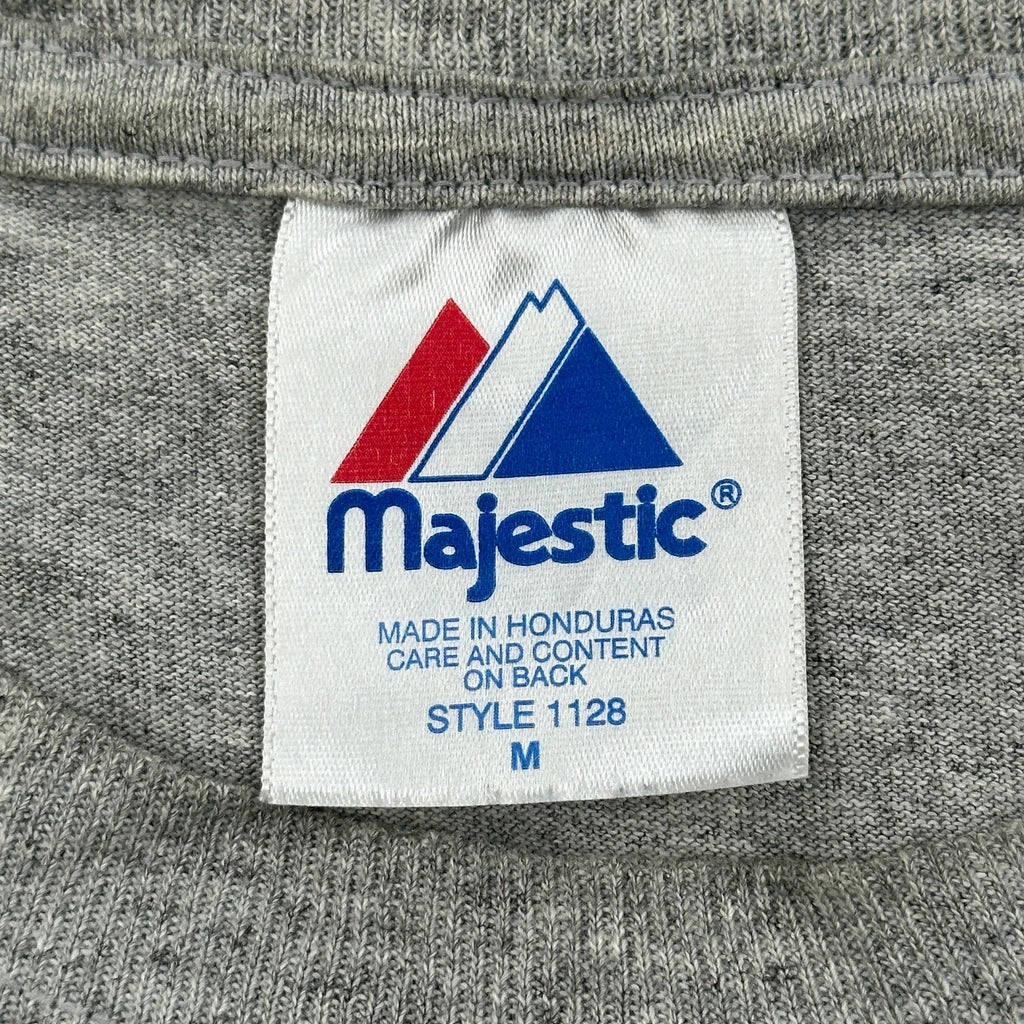 Majestic®
MADE IN HONDURAS
CARE AND CONTENT
ON BACK
STYLE 1128
M